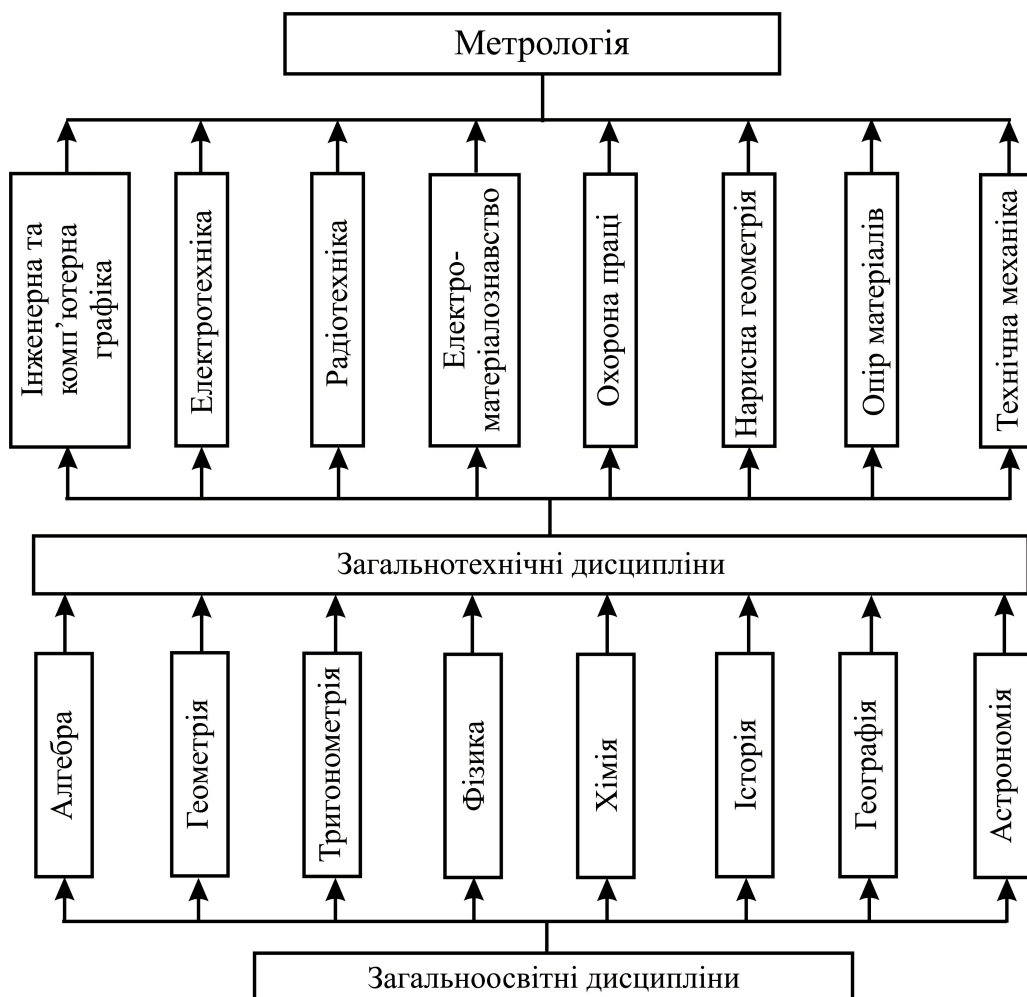 Метрологія
Інженерна та
комп’ютерна
графіка
Електротехніка
Радіотехніка
Електро-
матеріалознавство
Охорона праці
Нарисна геометрія
Опір матеріалів
Технічна механіка
Загальнотехнічні дисципліни
Алгебра
Геометрія
Тригонометрія
Фізика
Хімія
Історія
Географія
Астрономія
Загальноосвітні дисципліни